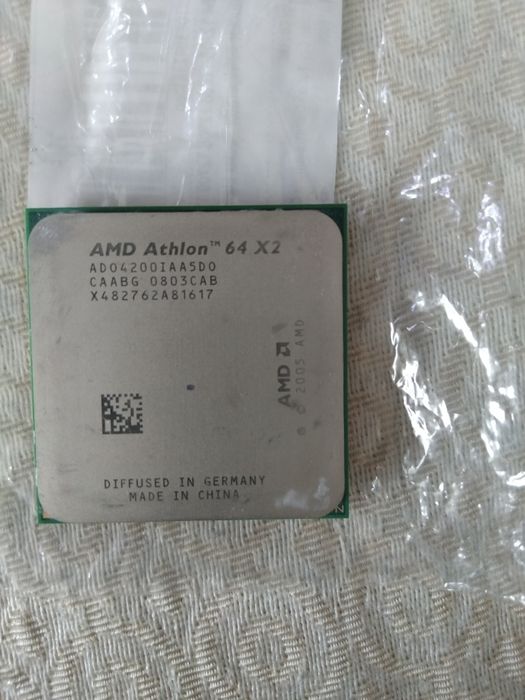 AMD Athlon™ 64 X2
ADO4200IAA5DO
CAABG 0803CAB
X482762A81617
AMD
© 2005 AMD
DIFFUSED IN GERMANY
MADE IN CHINA